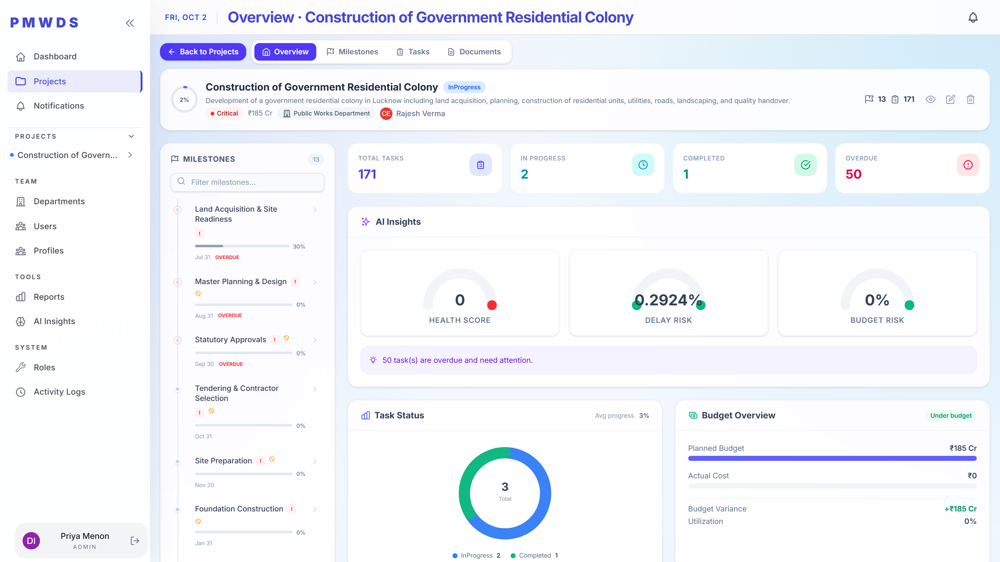 PMWDS
Dashboard
Projects
Notifications
PROJECTS
Construction of Govern...
TEAM
Departments
Users
Profiles
TOOLS
Reports
AI Insights
SYSTEM
Roles
Activity Logs
DI
Priya Menon
ADMIN
FRI, OCT 2
Overview · Construction of Government Residential Colony
Back to Projects
Overview
Milestones
Tasks
Documents
2%
Construction of Government Residential Colony
InProgress
Development of a government residential colony in Lucknow including land acquisition, planning, construction of residential units, utilities, roads, landscaping, and quality handover.
Critical
₹185 Cr
Public Works Department
CE
Rajesh Verma
13
171
MILESTONES
13
Filter milestones...
Land Acquisition & Site
Readiness
!
30%
Jul 31 OVERDUE
Master Planning & Design !
0%
Aug 31 OVERDUE
Statutory Approvals !
0%
Sep 30 OVERDUE
Tendering & Contractor
Selection
!
0%
Oct 31
Site Preparation !
0%
Nov 20
Foundation Construction !
0%
Jan 31
TOTAL TASKS
171
IN PROGRESS
2
COMPLETED
1
OVERDUE
50
AI Insights
0
HEALTH SCORE
0.2924%
DELAY RISK
0%
BUDGET RISK
50 task(s) are overdue and need attention.
Task Status
Avg progress 3%
3
Total
InProgress 2
Completed 1
Budget Overview
Under budget
Planned Budget ₹185 Cr
Actual Cost ₹0
Budget Variance +₹185 Cr
Utilization 0%